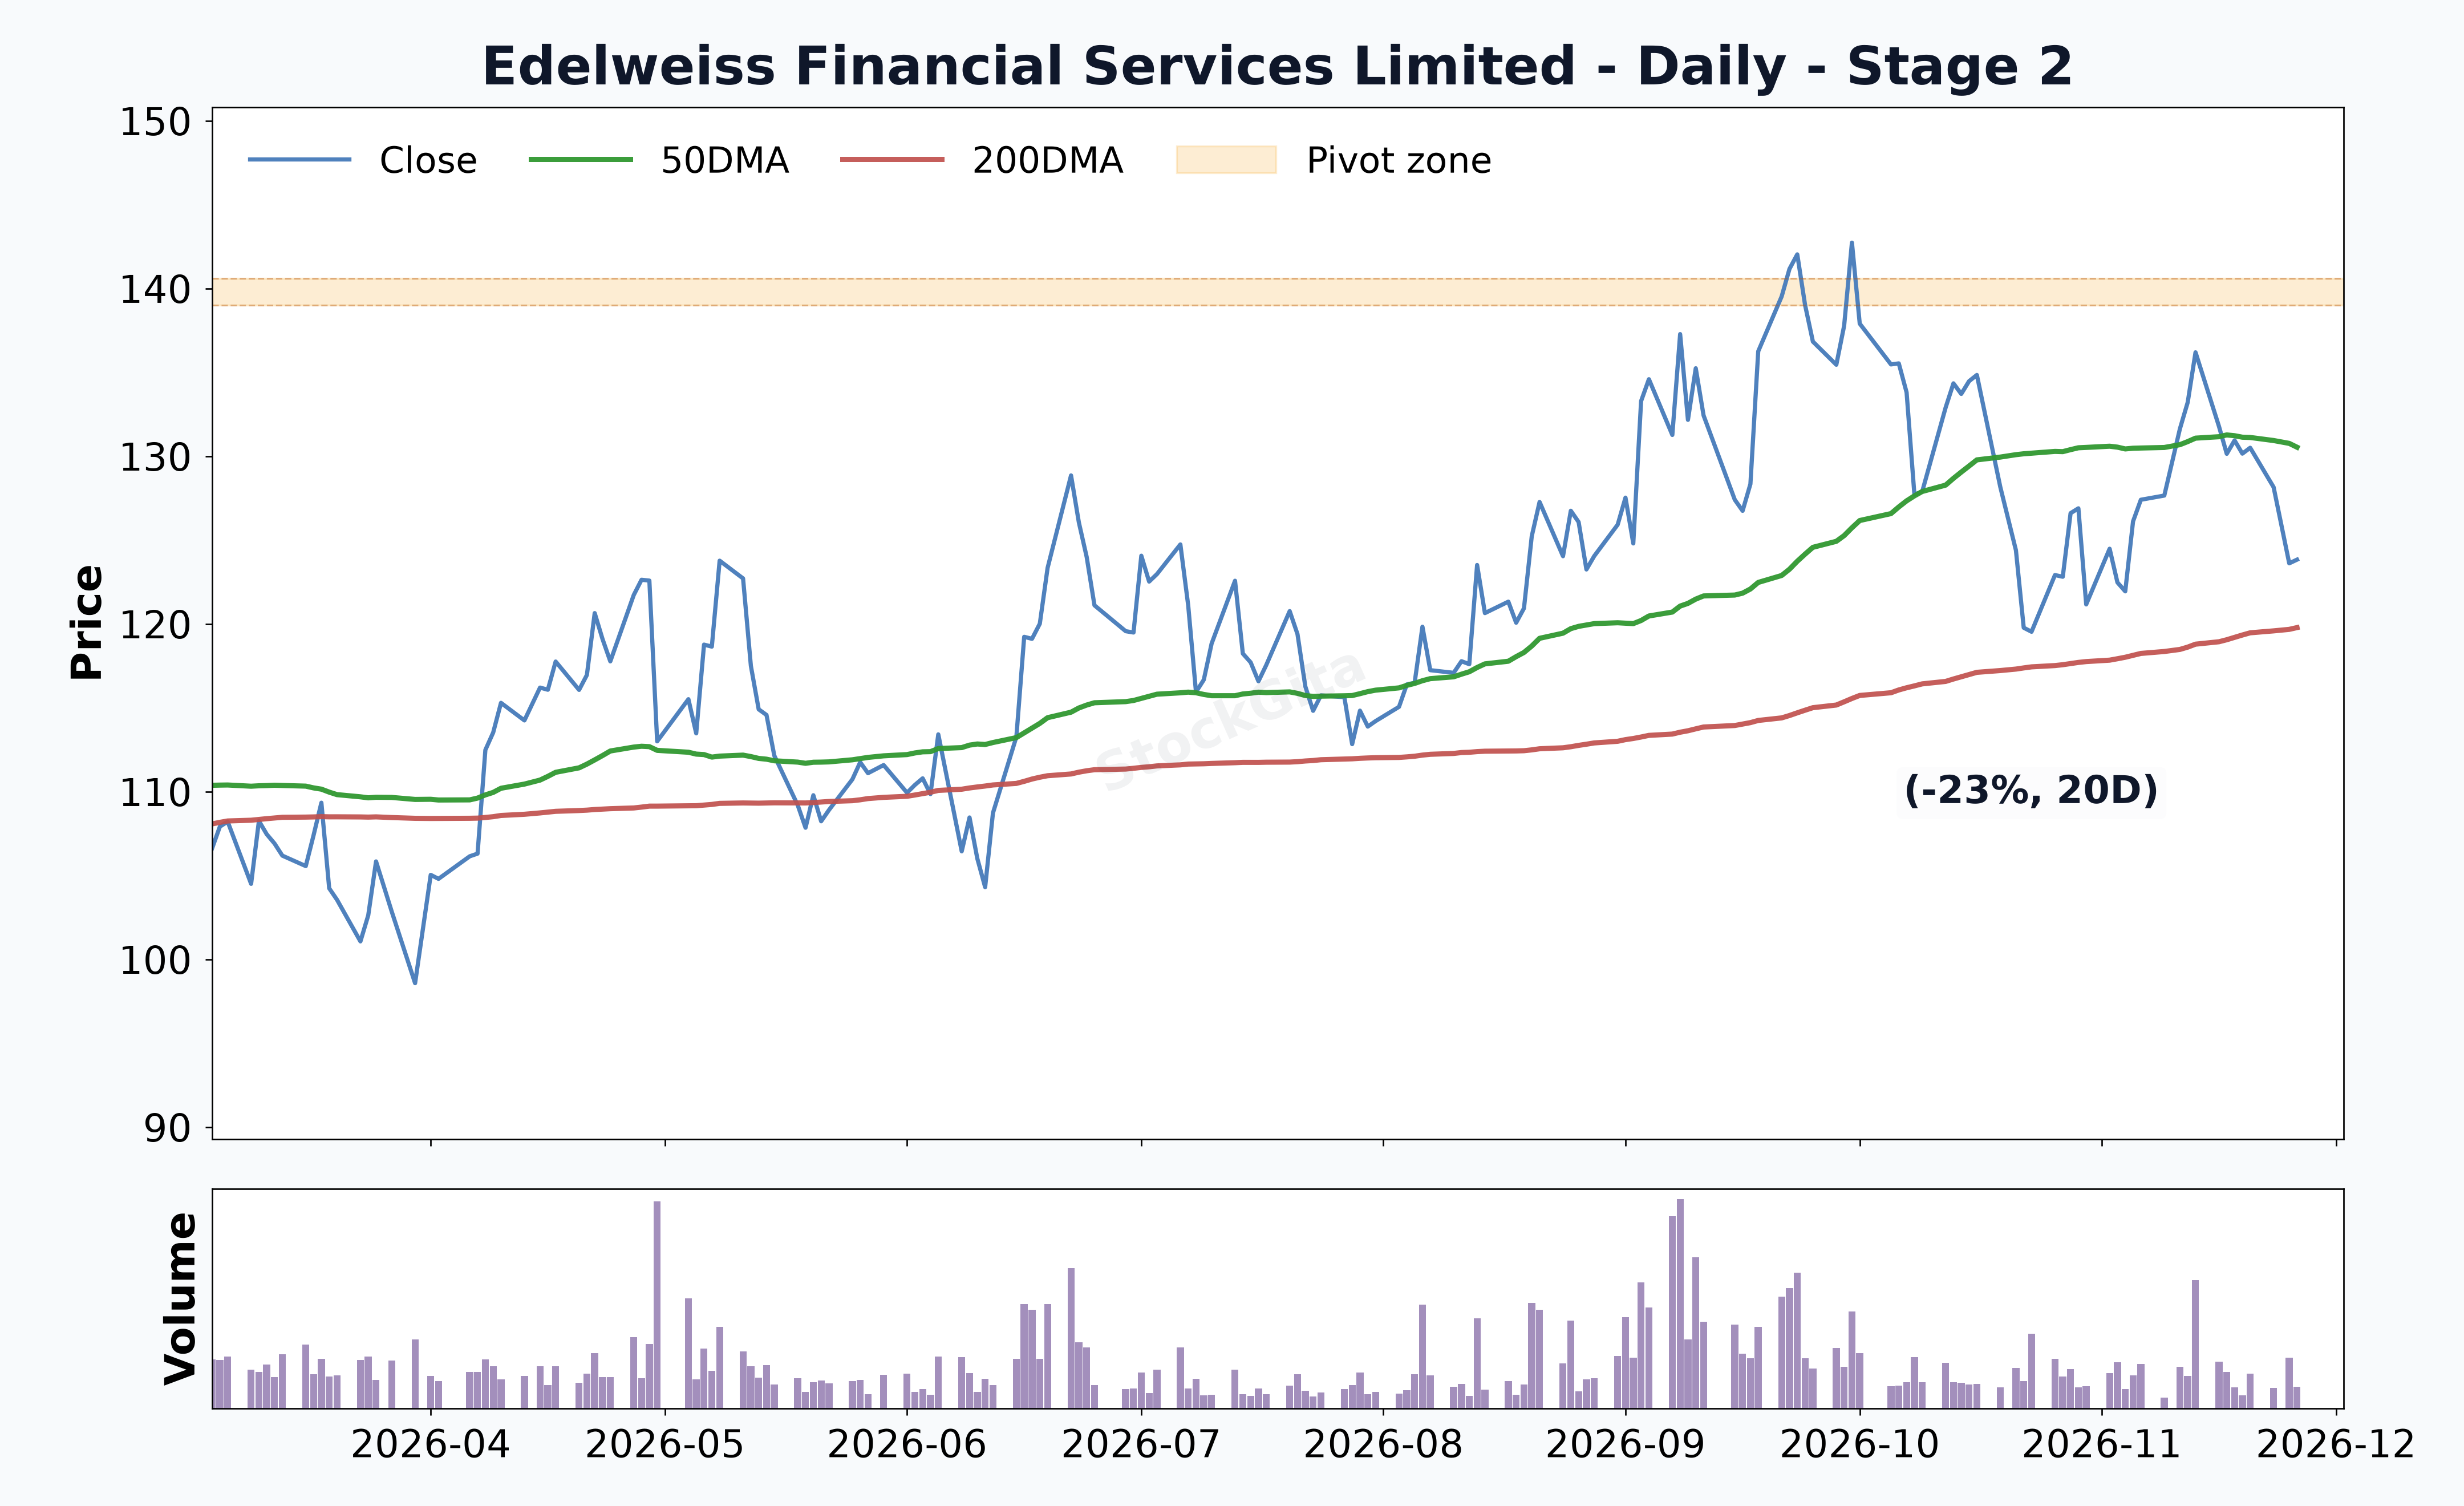 Edelweiss Financial Services Limited - Daily - Stage 2
Close 50DMA 200DMA Pivot zone
150
140
130
120
110
100
90
Price
StockGita
(-23%, 20D)
Volume
2026-04 2026-05 2026-06 2026-07 2026-08 2026-09 2026-10 2026-11 2026-12